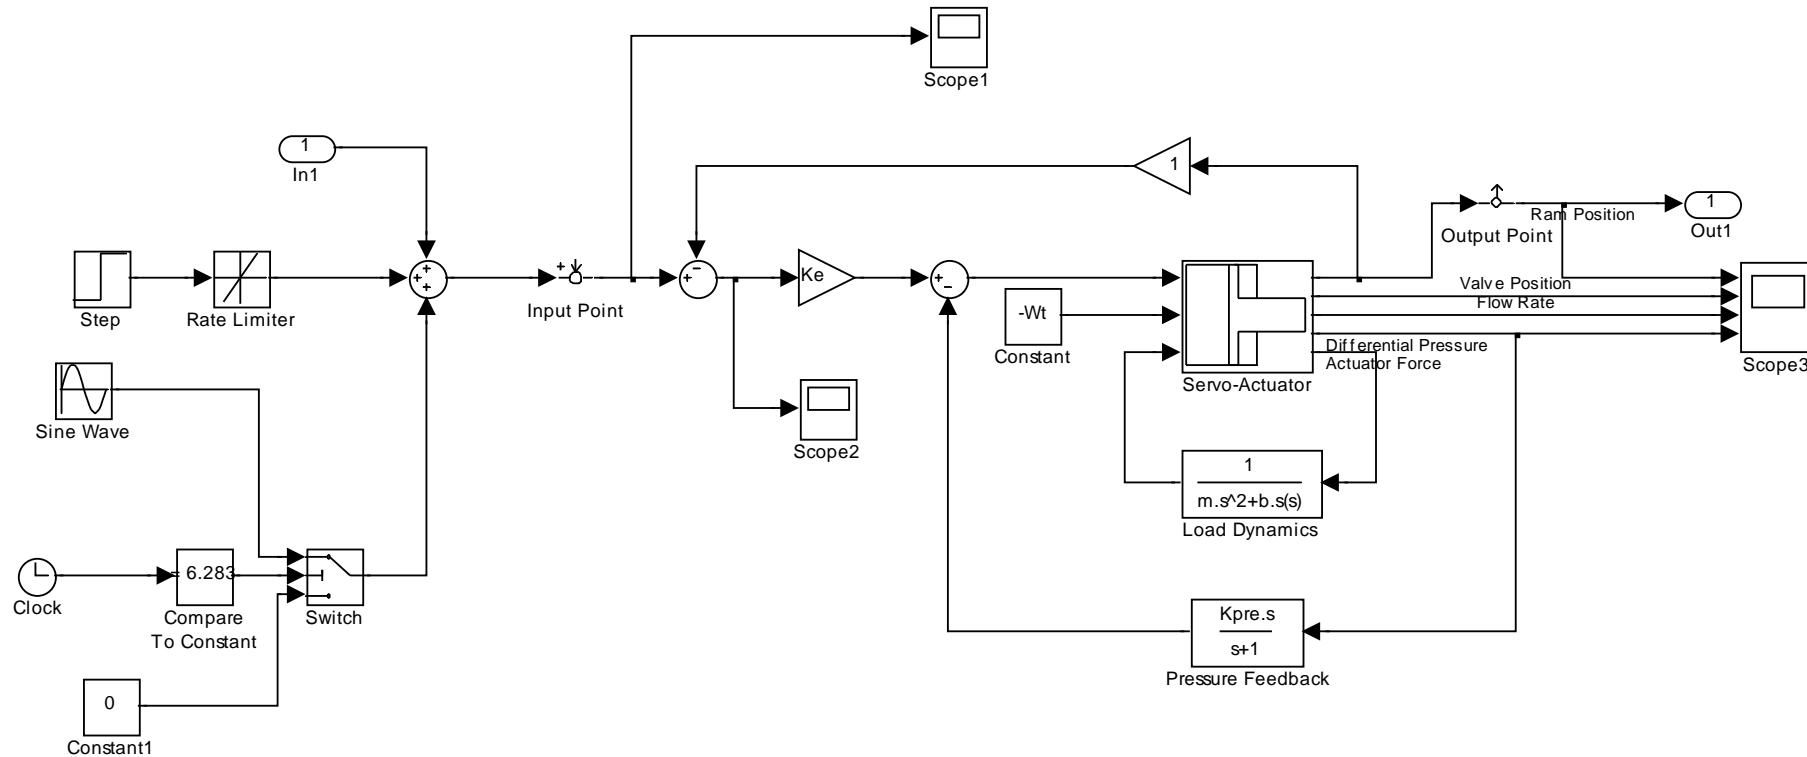 Scope1
1
In1
1
1
Ram Position
Out1
Output Point
+
+
+
+
+
−
Ke
+
−
Step
Rate Limiter
Input Point
-Wt
Constant
Valve Position
Flow Rate
Differential Pressure
Actuator Force
Servo-Actuator
Scope3
Sine Wave
Scope2
1
m.s^2+b.s(s)
Load Dynamics
= 6.283
Clock
Compare
To Constant
Switch
Kpre.s
s+1
Pressure Feedback
0
Constant1